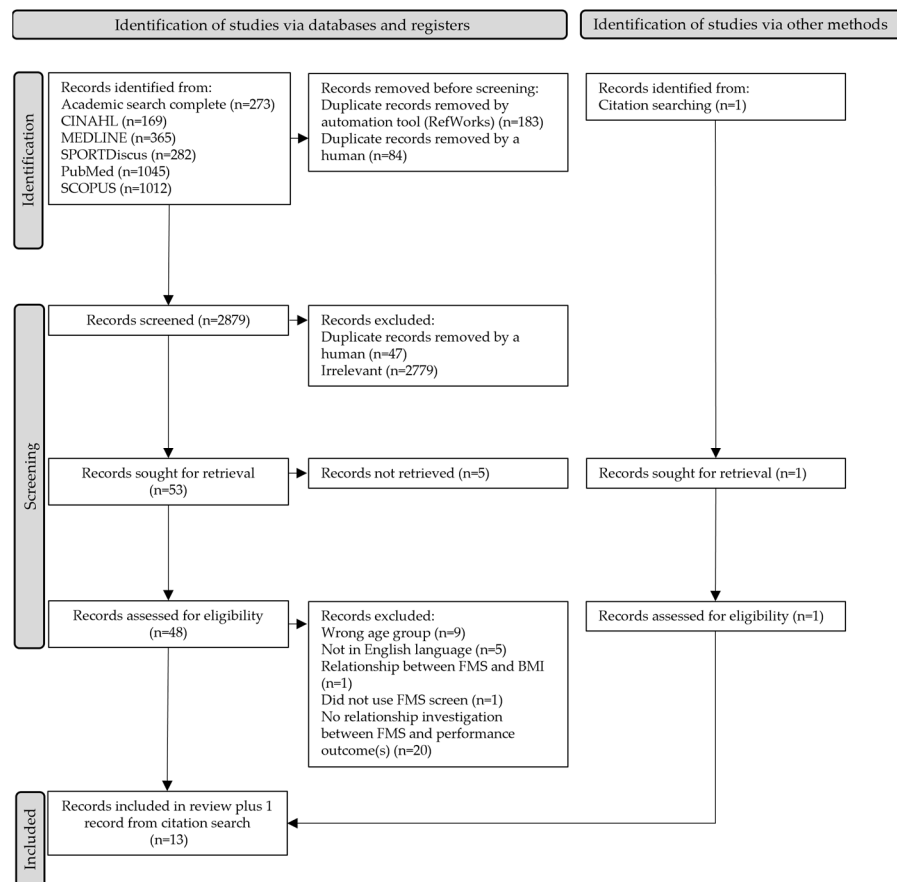 Identification of studies via databases and registers
Identification of studies via other methods
Identification
Records identified from:
Academic search complete (n=273)
CINAHL (n=169)
MEDLINE (n=365)
SPORTDiscus (n=282)
PubMed (n=1045)
SCOPUS (n=1012)
Records removed before screening:
Duplicate records removed by
automation tool (RefWorks) (n=183)
Duplicate records removed by a
human (n=84)
Records identified from:
Citation searching (n=1)
Screening
Records screened (n=2879)
Records excluded:
Duplicate records removed by a
human (n=47)
Irrelevant (n=2779)
Records sought for retrieval
(n=53)
Records not retrieved (n=5)
Records sought for retrieval (n=1)
Records assessed for eligibility
(n=48)
Records excluded:
Wrong age group (n=9)
Not in English language (n=5)
Relationship between FMS and BMI
(n=1)
Did not use FMS screen (n=1)
No relationship investigation
between FMS and performance
outcome(s) (n=20)
Records assessed for eligibility (n=1)
Included
Records included in review plus 1
record from citation search
(n=13)